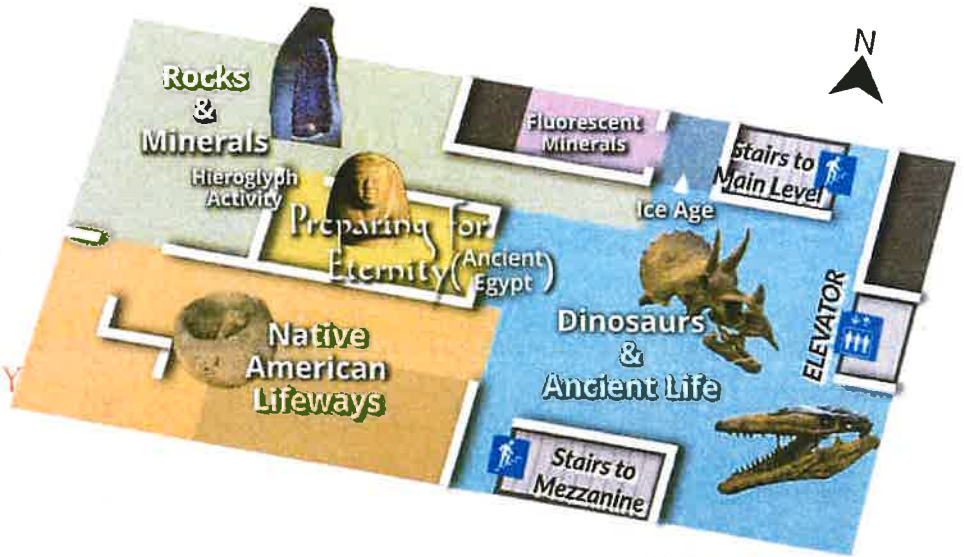 N
Rocks
&
Minerals
Fluorescent
Minerals
Stairs to
Main Level
Hieroglyph
Activity
Ice Age
Preparing for
Eternity (Ancient
Egypt)
Dinosaurs
&
Ancient Life
ELEVATOR
Native
American
Lifeways
Y
Stairs to
Mezzanine